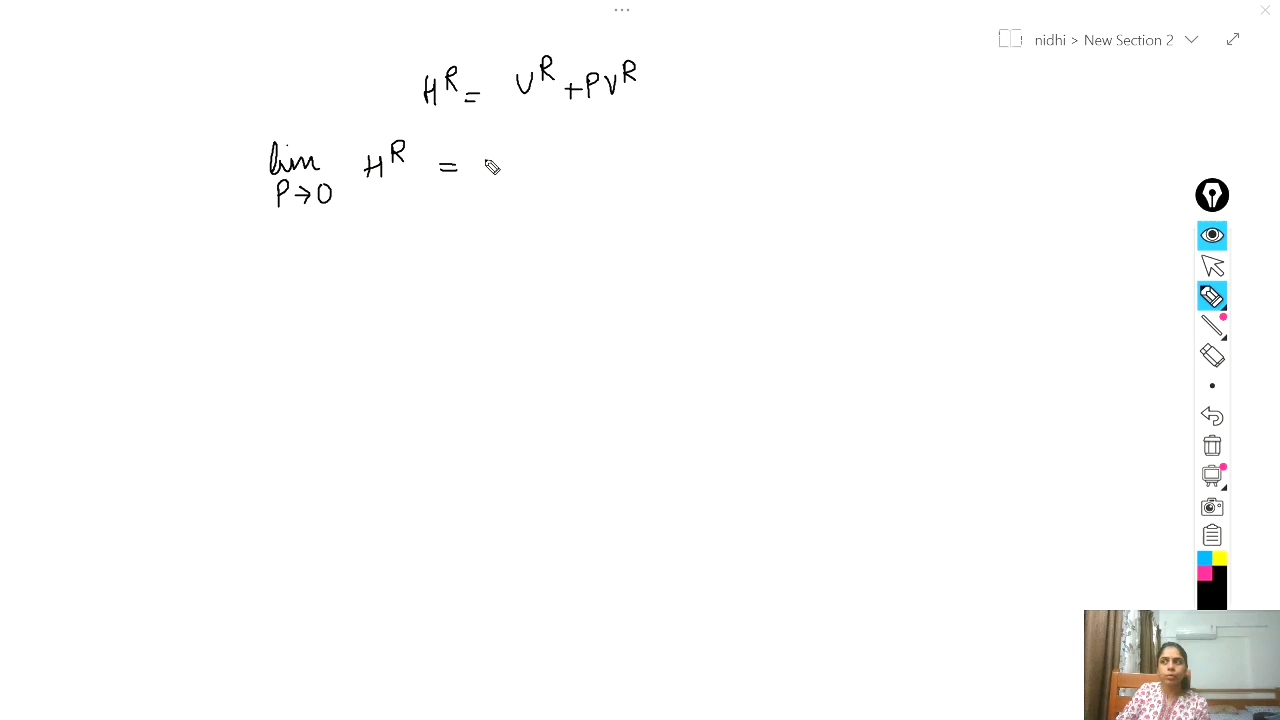 nidhi > New Section 2
H^R = U^R + PV^R
lim H^R =
P→0